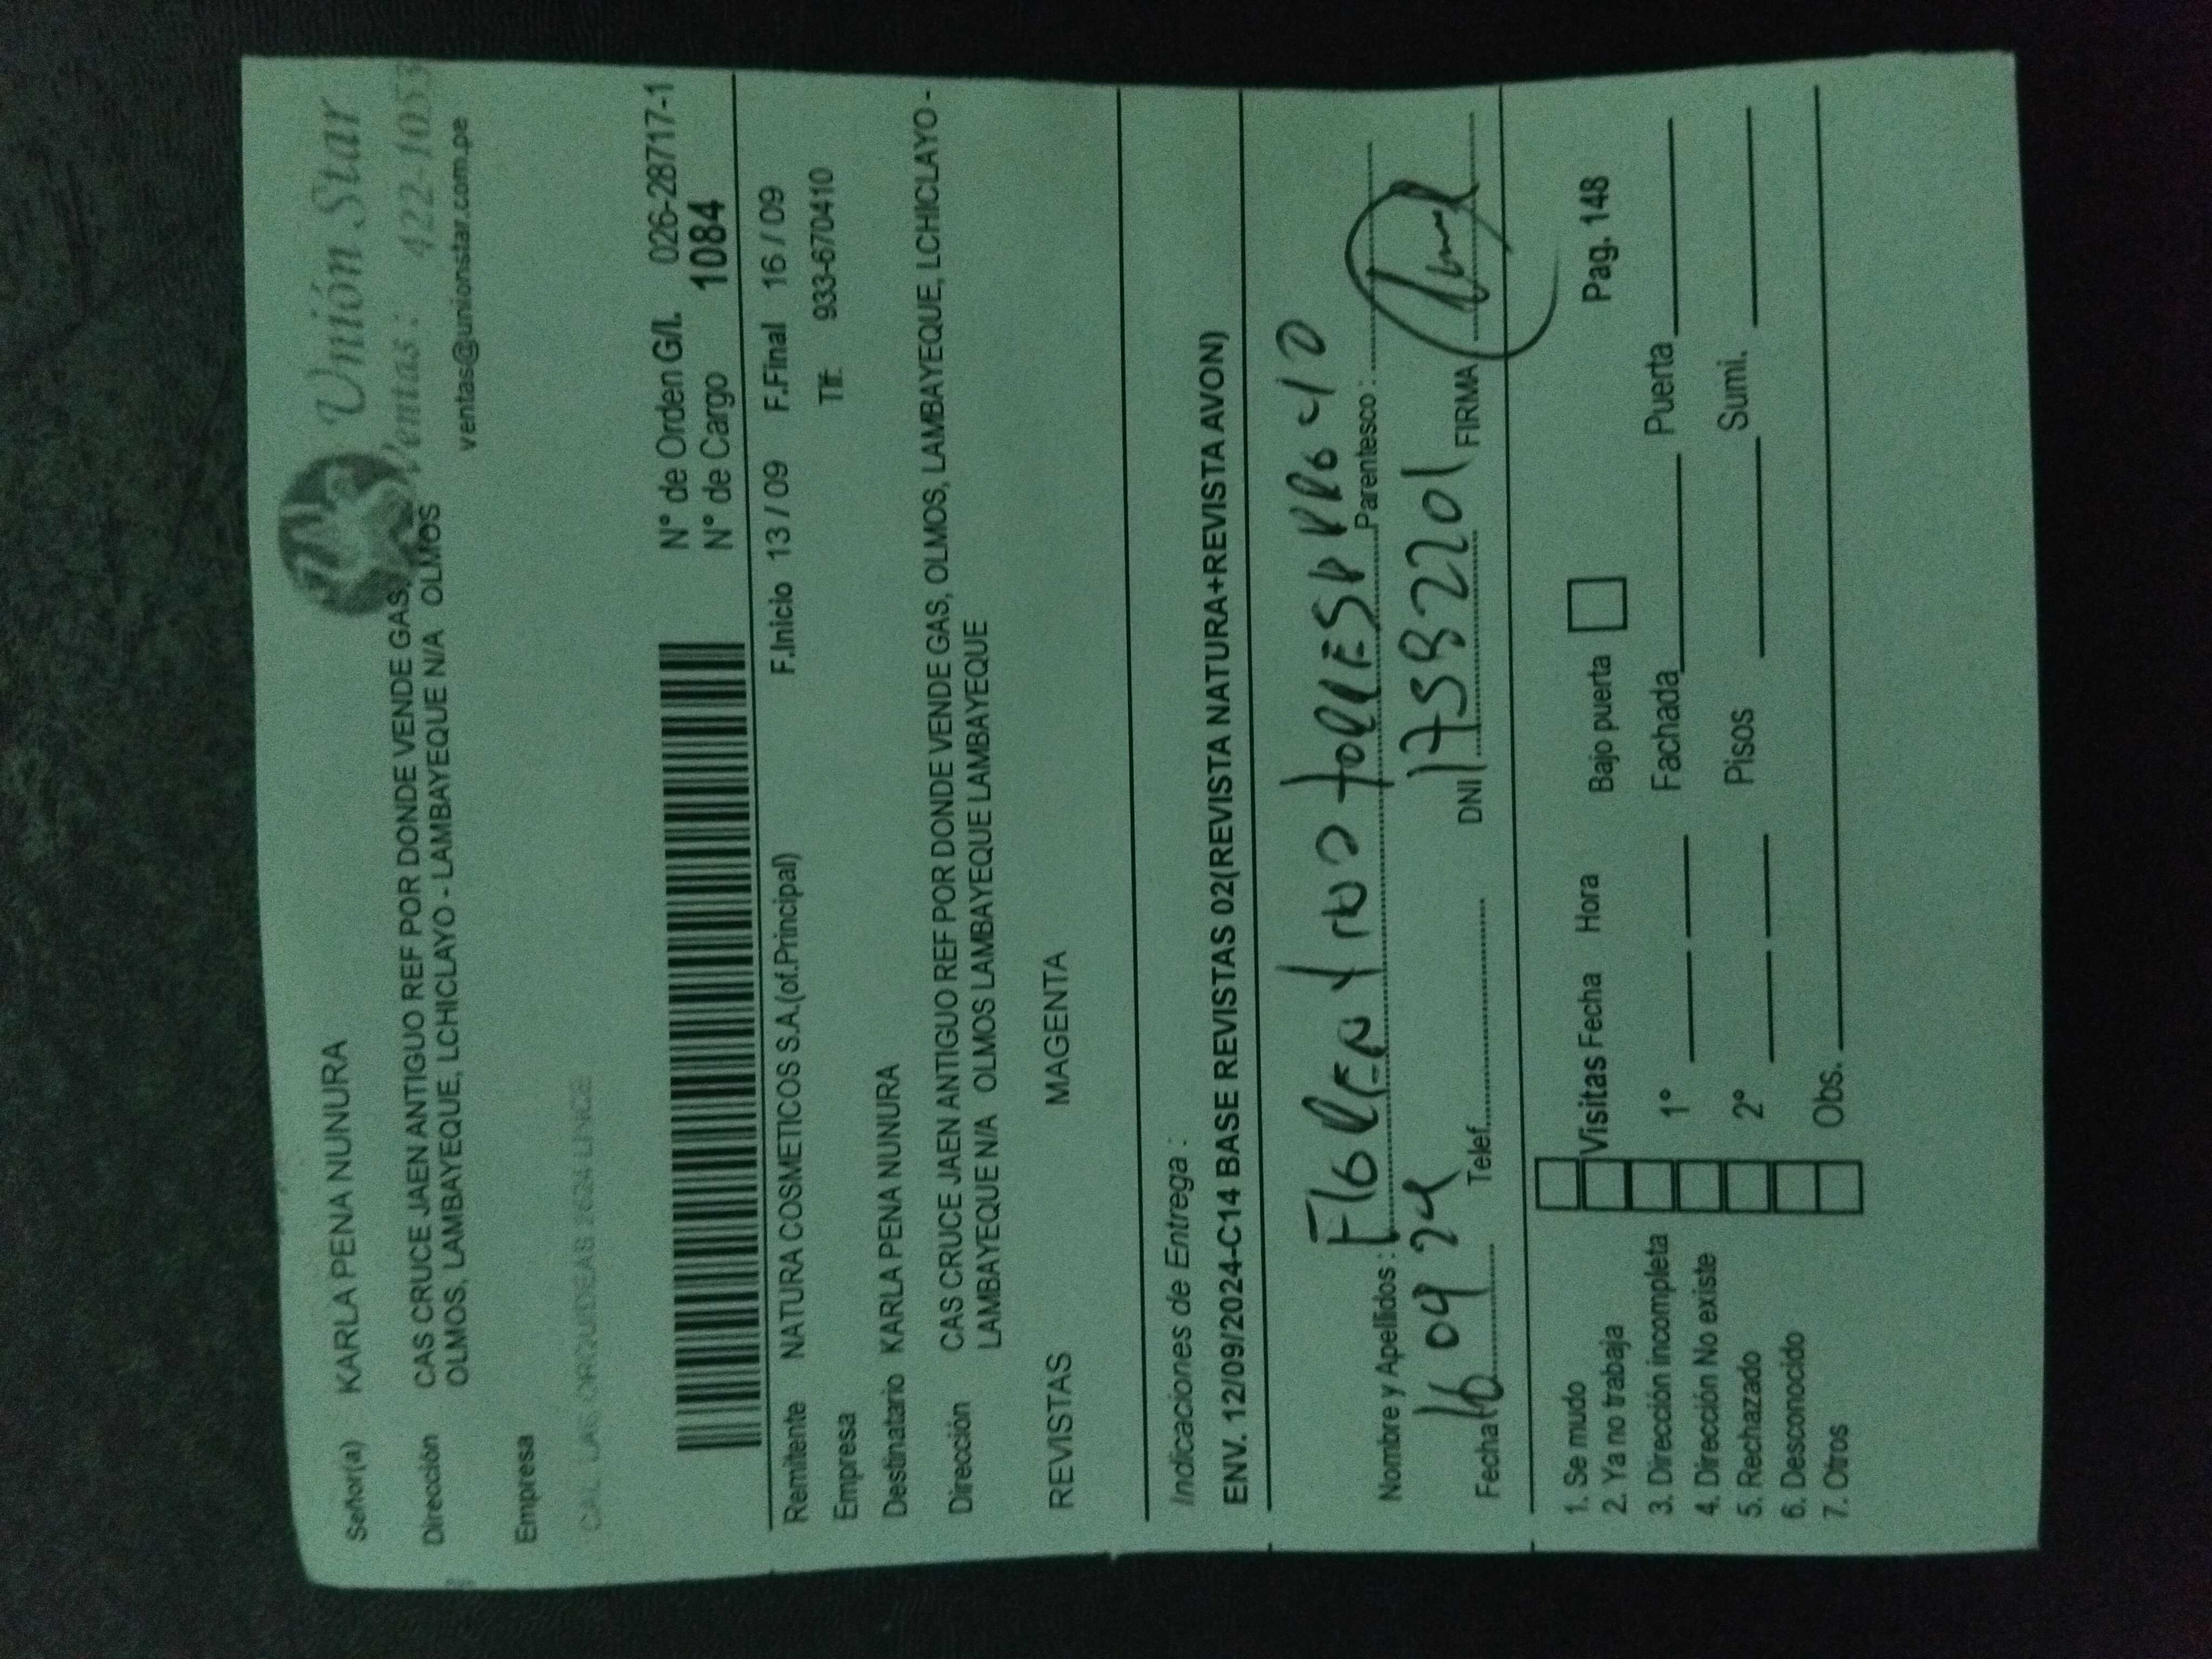 Unión Star
Ventas: 422-1053
ventas@unionstar.com.pe
Señor(a) KARLA PENA NUNURA
Dirección CAS CRUCE JAEN ANTIGUO REF POR DONDE VENDE GAS,
OLMOS, LAMBAYEQUE, LCHICLAYO - LAMBAYEQUE N/A OLMOS
Empresa
CAL LAS ORQUIDEAS 2624 LINCE
N° de Orden G/L 026-28717-1
N° de Cargo 1084
Remitente NATURA COSMETICOS S.A.(of.Principal) F.Inicio 13 / 09 F.Final 16 / 09
Empresa Tlf: 933-670410
Destinatario KARLA PENA NUNURA
Dirección CAS CRUCE JAEN ANTIGUO REF POR DONDE VENDE GAS, OLMOS, LAMBAYEQUE, LCHICLAYO -
LAMBAYEQUE N/A OLMOS LAMBAYEQUE LAMBAYEQUE
REVISTAS MAGENTA
Indicaciones de Entrega :
ENV. 12/09/2024-C14 BASE REVISTAS 02(REVISTA NATURA+REVISTA AVON)
Nombre y Apellidos : Parentesco :
Fecha 16 09 24 Telef. DNI FIRMA
1. Se mudo
2. Ya no trabaja Visitas Fecha Hora Bajo puerta Pag. 148
3. Dirección incompleta
4. Dirección No existe 1° Fachada Puerta
5. Rechazado 2° Pisos Sumi.
6. Desconocido
7. Otros Obs.